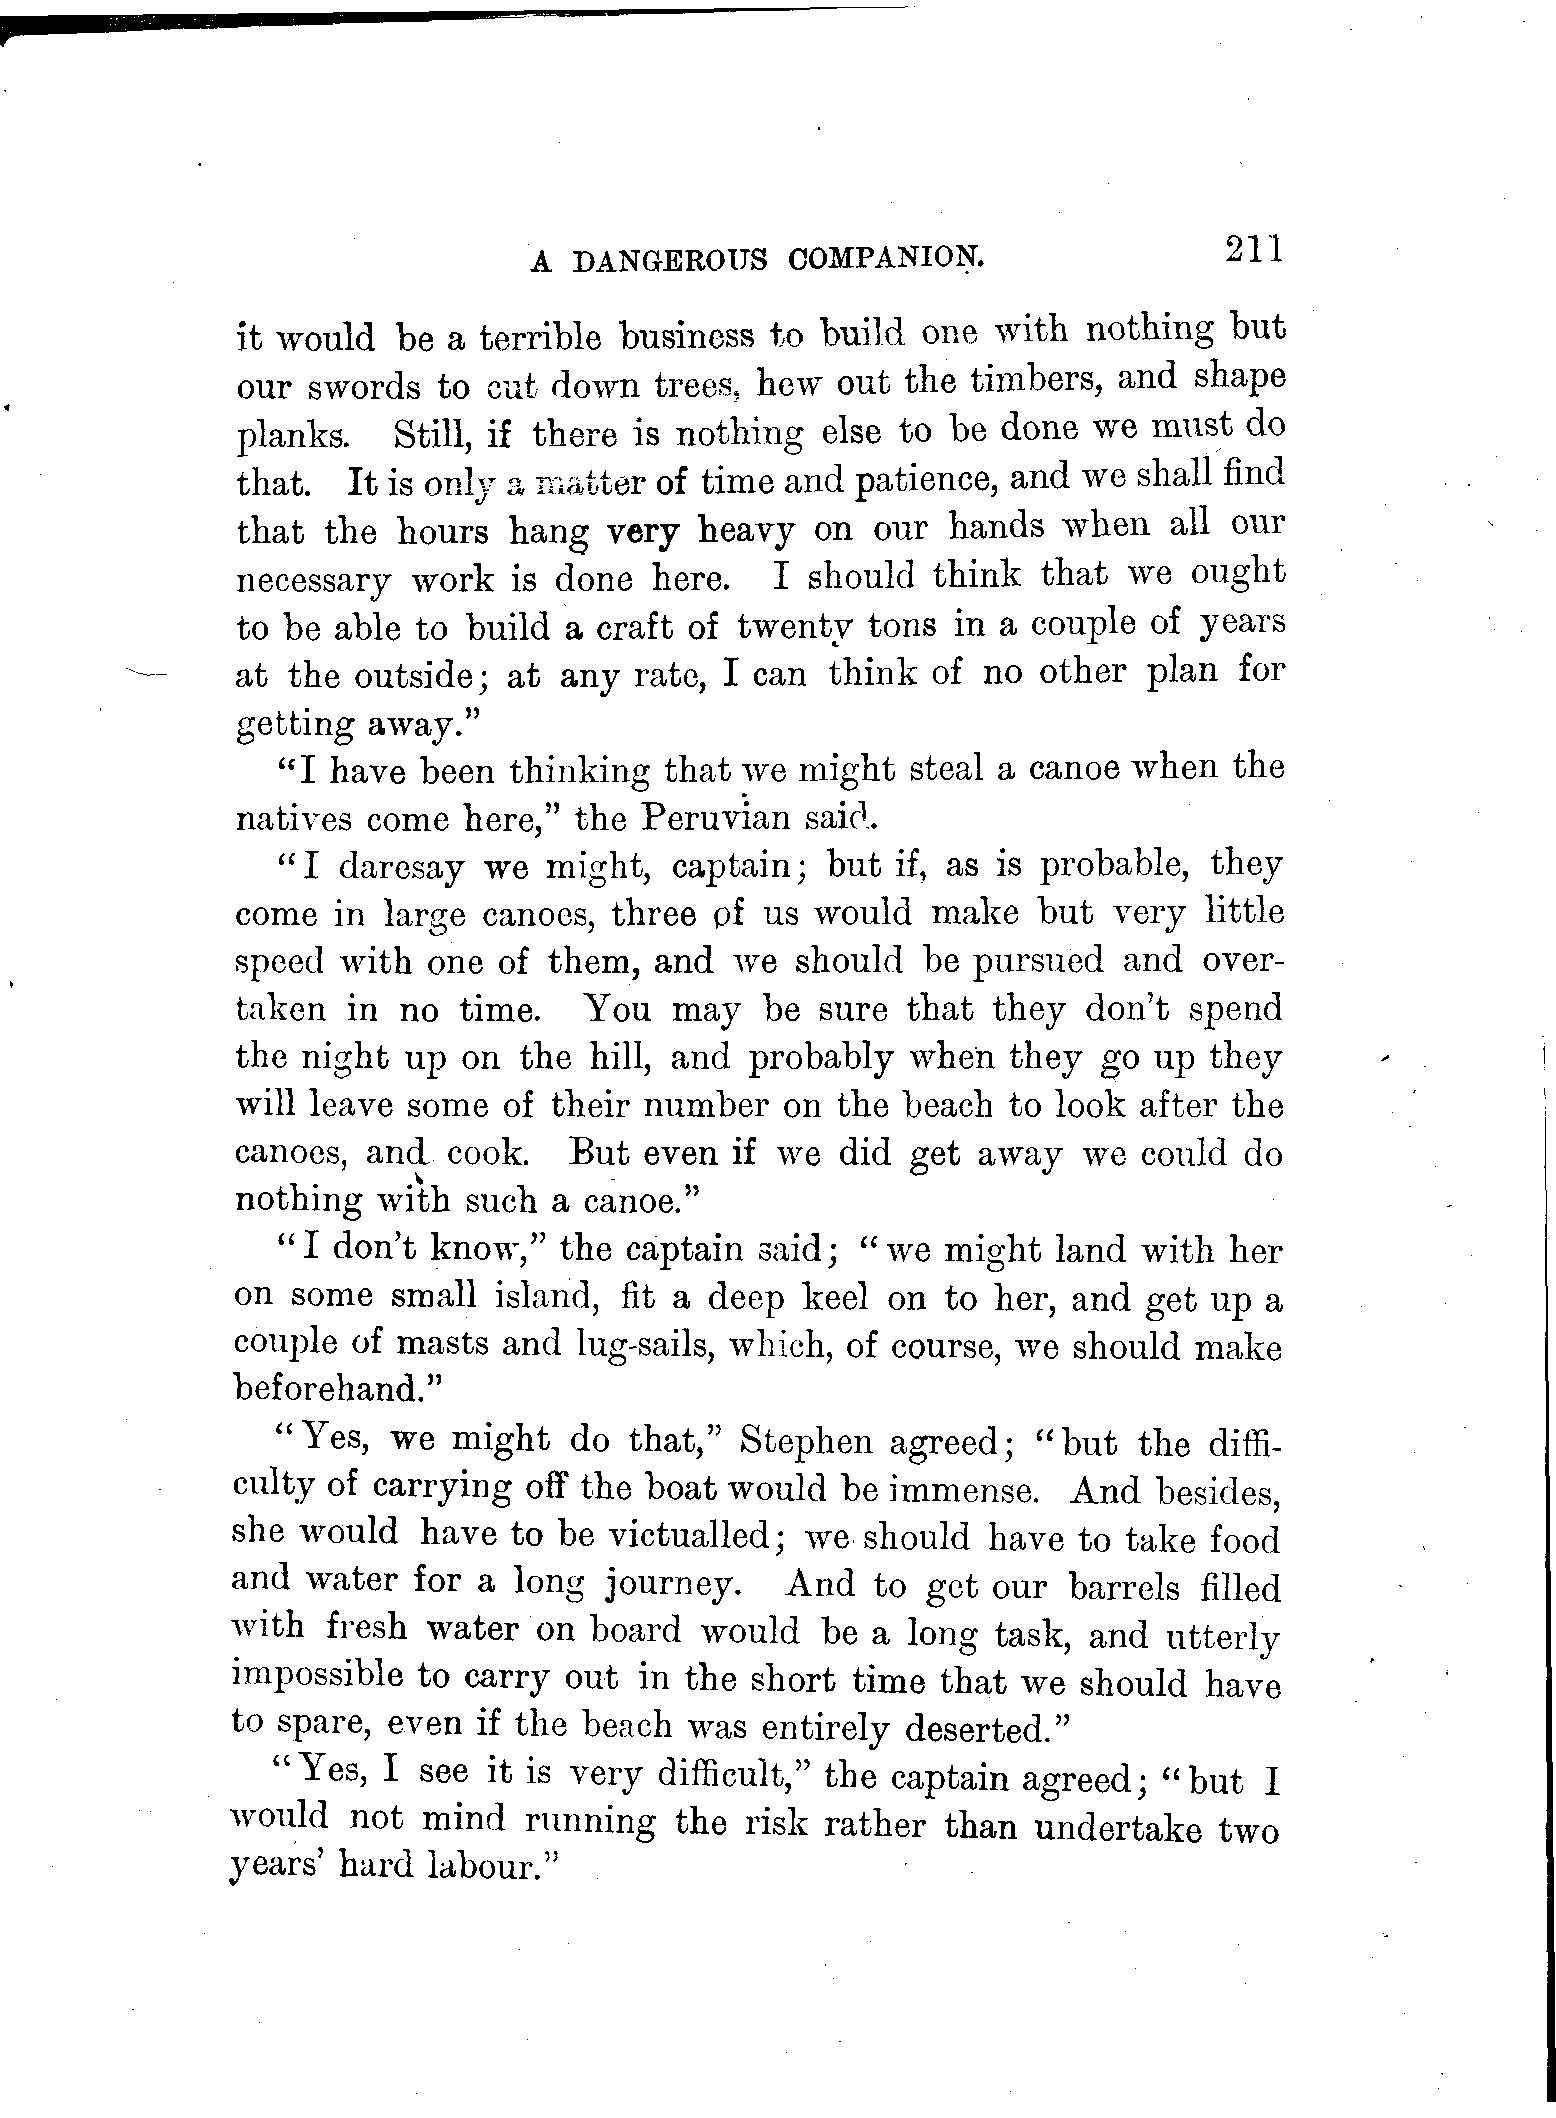 A DANGEROUS COMPANION. 211
it would be a terrible business to build one with nothing but
our swords to cut down trees, hew out the timbers, and shape
planks. Still, if there is nothing else to be done we must do
that. It is only a matter of time and patience, and we shall find
that the hours hang very heavy on our hands when all our
necessary work is done here. I should think that we ought
to be able to build a craft of twenty tons in a couple of years
at the outside; at any rate, I can think of no other plan for
getting away."
"I have been thinking that we might steal a canoe when the
natives come here," the Peruvian said.
"I daresay we might, captain; but if, as is probable, they
come in large canoes, three of us would make but very little
speed with one of them, and we should be pursued and over-
taken in no time. You may be sure that they don't spend
the night up on the hill, and probably when they go up they
will leave some of their number on the beach to look after the
canoes, and cook. But even if we did get away we could do
nothing with such a canoe."
"I don't know," the captain said; "we might land with her
on some small island, fit a deep keel on to her, and get up a
couple of masts and lug-sails, which, of course, we should make
beforehand."
"Yes, we might do that," Stephen agreed; "but the diffi-
culty of carrying off the boat would be immense. And besides,
she would have to be victualled; we should have to take food
and water for a long journey. And to get our barrels filled
with fresh water on board would be a long task, and utterly
impossible to carry out in the short time that we should have
to spare, even if the beach was entirely deserted."
"Yes, I see it is very difficult," the captain agreed; "but I
would not mind running the risk rather than undertake two
years' hard labour."